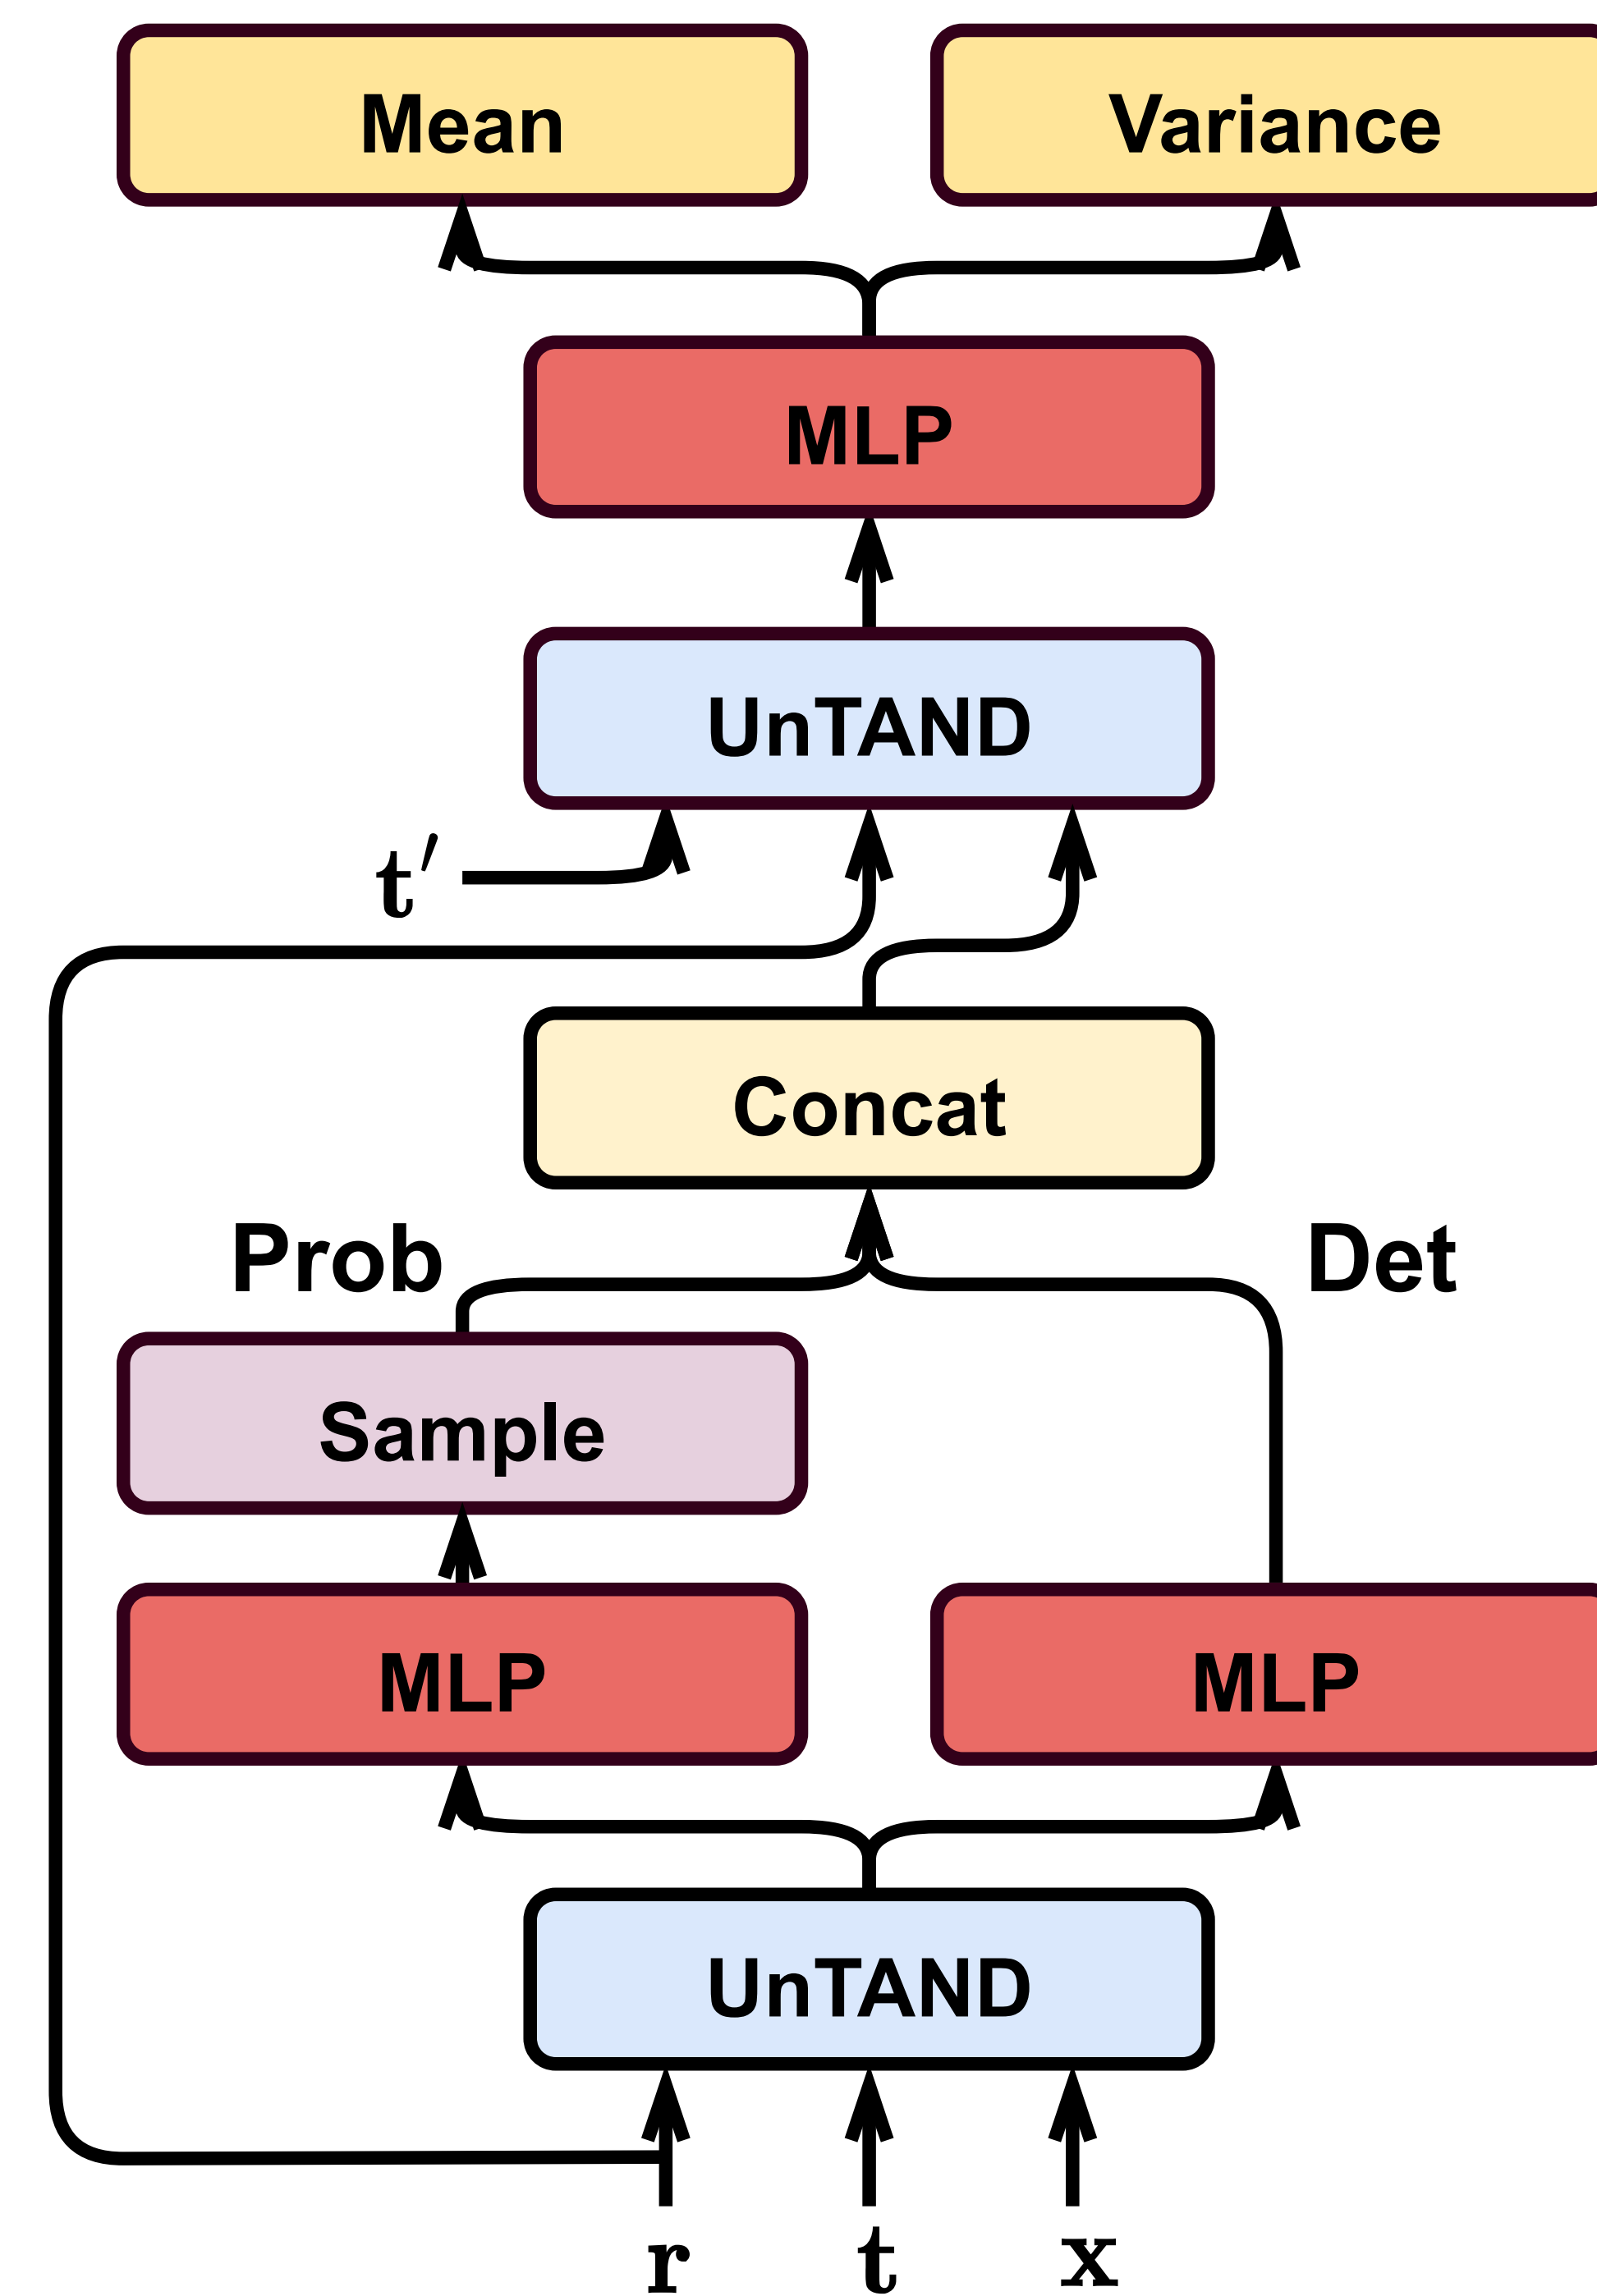 Mean Variance
MLP
UnTAND
t′
Concat
Prob Det
Sample
MLP MLP
UnTAND
r t x